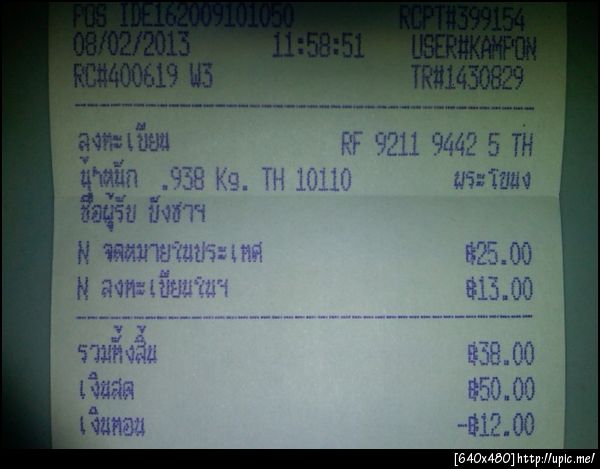 POS IDE162009101050 RCPT#399154
08/02/2013 11:58:51 USER#KAMPON
RC#400619 W3 TR#1430829
ลงทะเบียน RF 9211 9442 5 TH
น้ำหนัก .938 Kg. TH 10110 พระโขนง
ชื่อผู้รับ บังชาฯ
N จดหมายในประเทศ ฿25.00
N ลงทะเบียนในฯ ฿13.00
รวมทั้งสิ้น ฿38.00
เงินสด ฿50.00
เงินทอน -฿12.00
[640x480]http://upic.me/